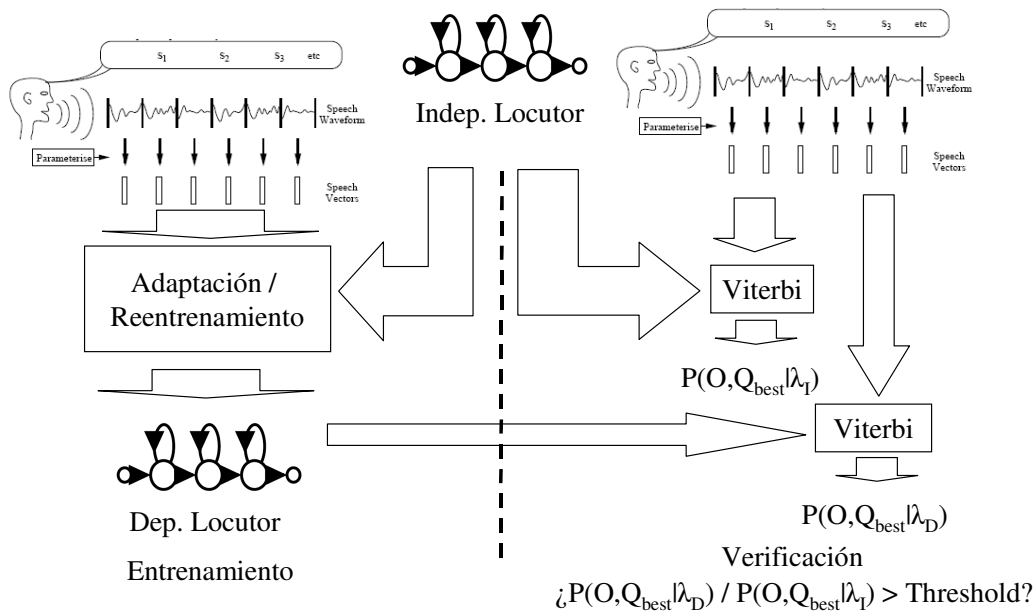 s1 s2 s3 etc
Speech
Waveform
Parameterise
Speech
Vectors
Adaptación /
Reentrenamiento
Dep. Locutor
Entrenamiento
Indep. Locutor
s1 s2 s3 etc
Speech
Waveform
Parameterise
Speech
Vectors
Viterbi
P(O,Qbest|λI)
Viterbi
P(O,Qbest|λD)
Verificación
¿P(O,Qbest|λD) / P(O,Qbest|λI) > Threshold?